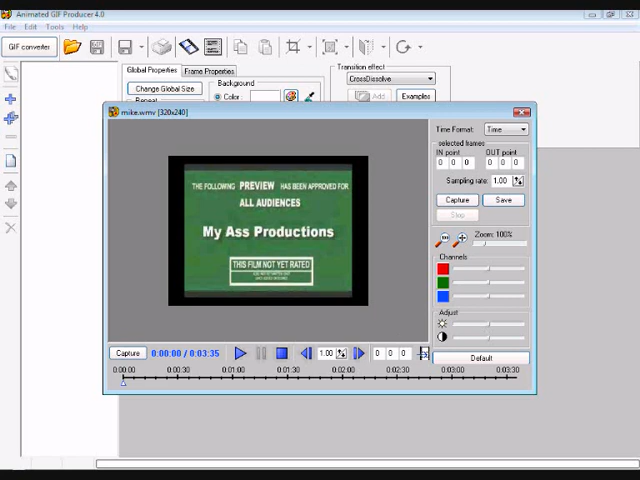 Animated GIF Producer 4.0
File Edit Tools Help
GIF converter
Global Properties Frame Properties
Transition effect
Change Global Size
Background
Color:
CrossDissolve
Repeat
Add Examples
mike.wmv [320x240]
Time Format: Time
selected frames
IN point OUT point
0 0 0 0 0 0
Sampling rate: 1.00
Capture Save
Stop
Zoom: 100%
Channels
Adjust
Default
THE FOLLOWING PREVIEW HAS BEEN APPROVED FOR
ALL AUDIENCES
My Ass Productions
THIS FILM NOT YET RATED
Capture 0:00:00 / 0:03:35 1.00 0 0 0
0:00:00 0:00:30 0:01:00 0:01:30 0:02:00 0:02:30 0:03:00 0:03:30